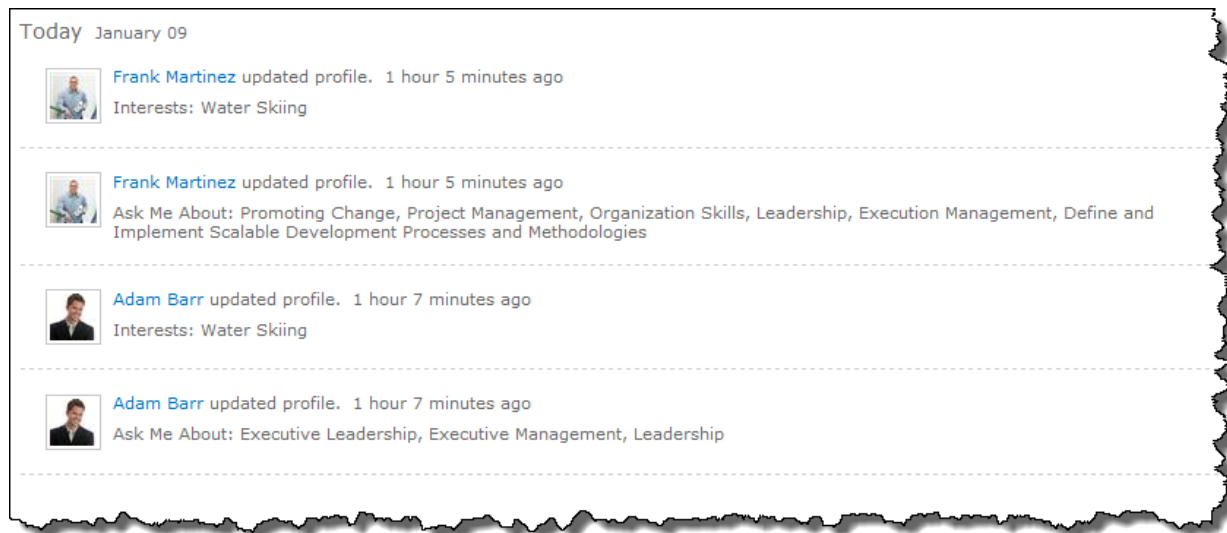 Today January 09
Frank Martinez updated profile. 1 hour 5 minutes ago
Interests: Water Skiing
Frank Martinez updated profile. 1 hour 5 minutes ago
Ask Me About: Promoting Change, Project Management, Organization Skills, Leadership, Execution Management, Define and
Implement Scalable Development Processes and Methodologies
Adam Barr updated profile. 1 hour 7 minutes ago
Interests: Water Skiing
Adam Barr updated profile. 1 hour 7 minutes ago
Ask Me About: Executive Leadership, Executive Management, Leadership